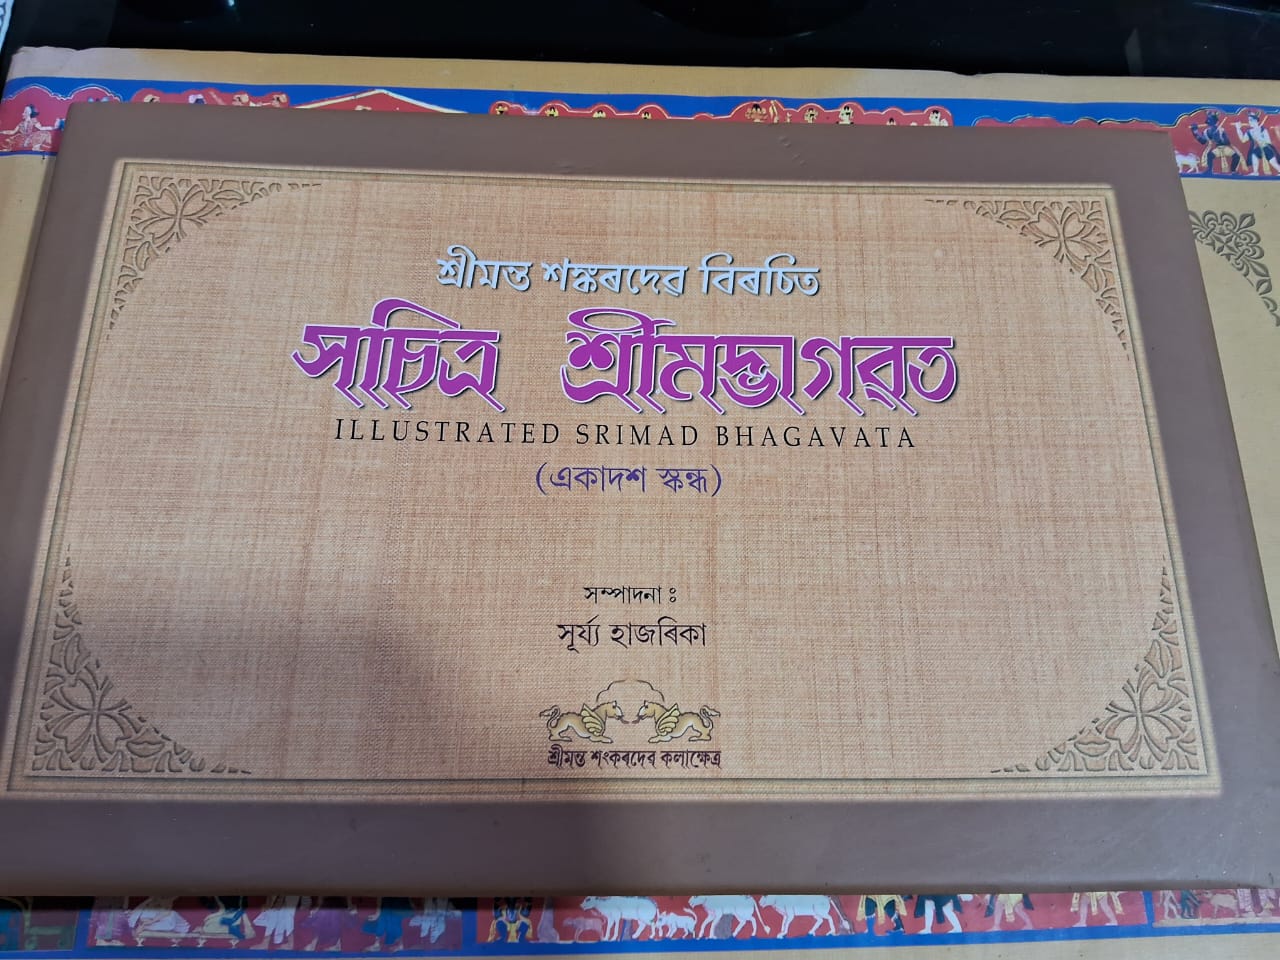 শ্ৰীমন্ত শঙ্কৰদেৱ বিৰচিত
সচিত্ৰ শ্ৰীমদ্ভাগৱত
ILLUSTRATED SRIMAD BHAGAVATA
(একাদশ স্কন্ধ)
সম্পাদনা ঃ
সূৰ্য্য হাজৰিকা
শ্ৰীমন্ত শংকৰদেৱ কলাক্ষেত্ৰ